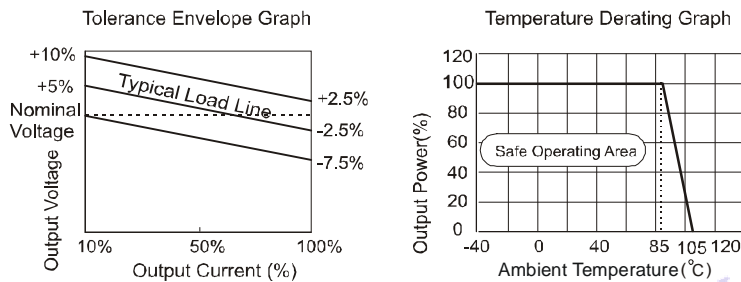 Tolerance Envelope Graph
+10%
+5%
Typical Load Line
Nominal
Voltage
+2.5%
-2.5%
-7.5%
Output Voltage
10%
50%
100%
Output Current (%)
Temperature Derating Graph
120
100
80
60
40
20
0
Output Power(%)
Safe Operating Area
-40
0
40
85
105
120
Ambient Temperature(℃)